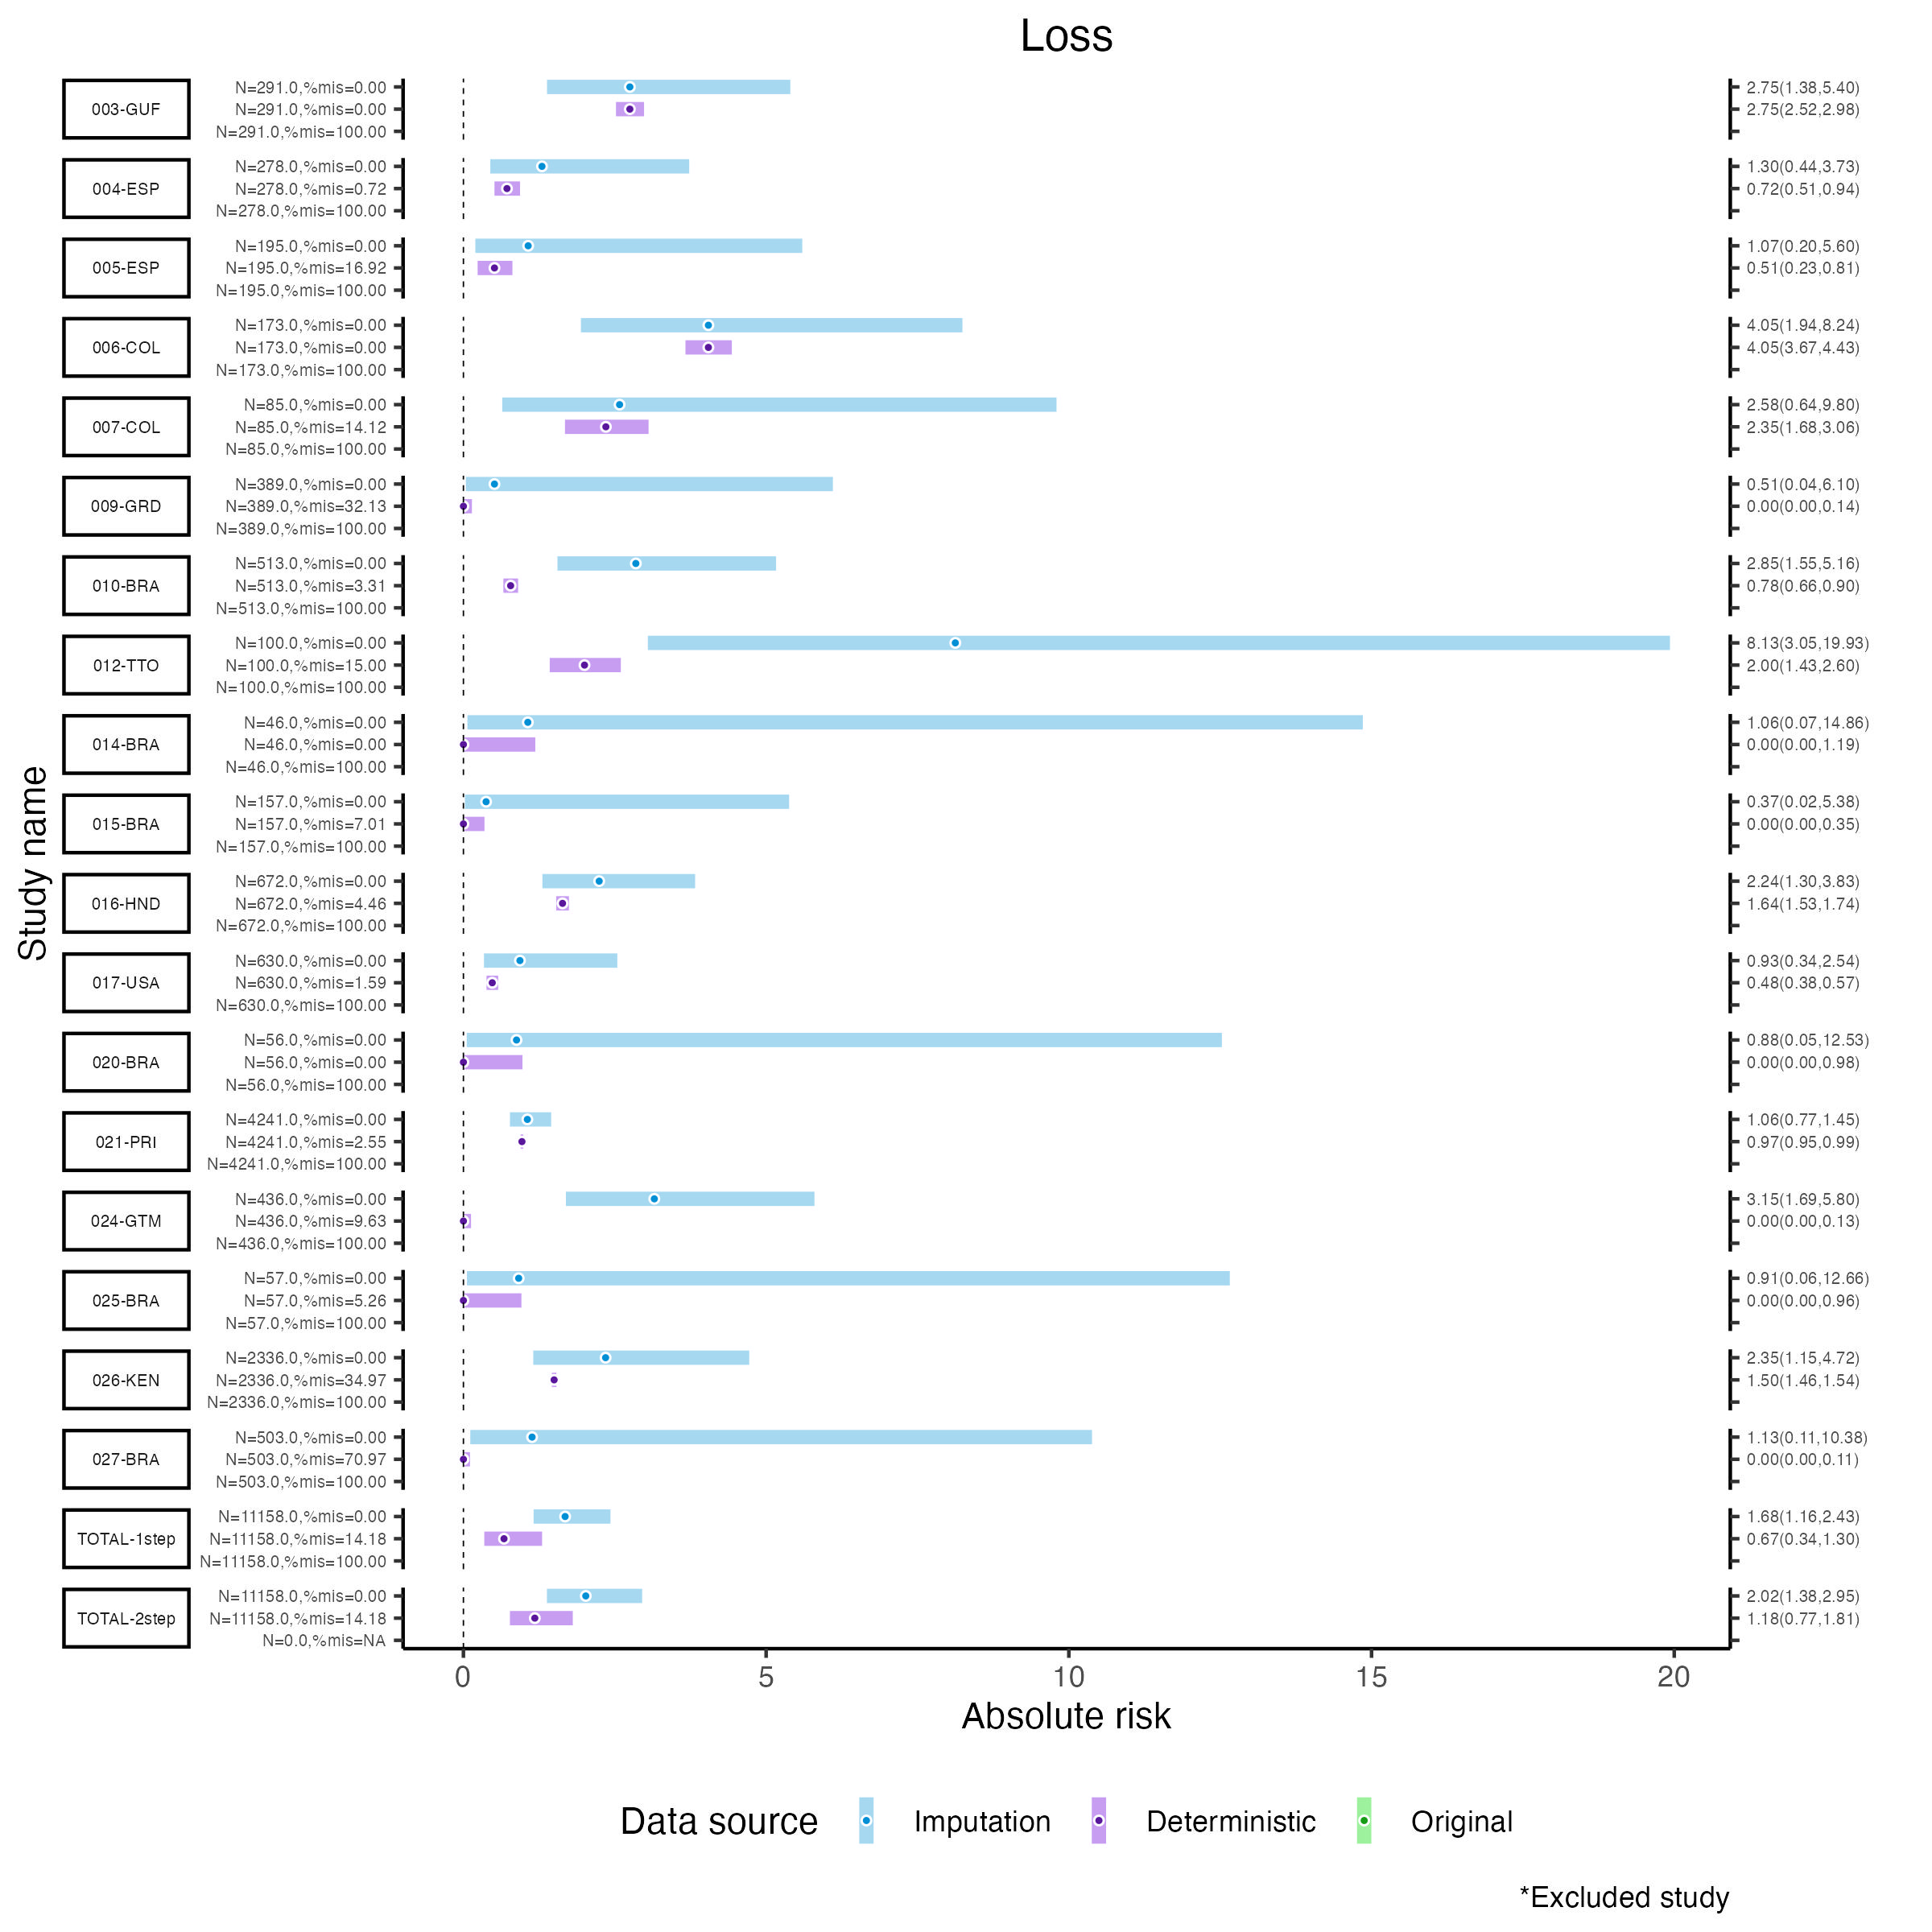 Loss
Study name
003-GUF
N=291.0,%mis=0.00 2.75(1.38,5.40)
N=291.0,%mis=0.00 2.75(2.52,2.98)
N=291.0,%mis=100.00
004-ESP
N=278.0,%mis=0.00 1.30(0.44,3.73)
N=278.0,%mis=0.72 0.72(0.51,0.94)
N=278.0,%mis=100.00
005-ESP
N=195.0,%mis=0.00 1.07(0.20,5.60)
N=195.0,%mis=16.92 0.51(0.23,0.81)
N=195.0,%mis=100.00
006-COL
N=173.0,%mis=0.00 4.05(1.94,8.24)
N=173.0,%mis=0.00 4.05(3.67,4.43)
N=173.0,%mis=100.00
007-COL
N=85.0,%mis=0.00 2.58(0.64,9.80)
N=85.0,%mis=14.12 2.35(1.68,3.06)
N=85.0,%mis=100.00
009-GRD
N=389.0,%mis=0.00 0.51(0.04,6.10)
N=389.0,%mis=32.13 0.00(0.00,0.14)
N=389.0,%mis=100.00
010-BRA
N=513.0,%mis=0.00 2.85(1.55,5.16)
N=513.0,%mis=3.31 0.78(0.66,0.90)
N=513.0,%mis=100.00
012-TTO
N=100.0,%mis=0.00 8.13(3.05,19.93)
N=100.0,%mis=15.00 2.00(1.43,2.60)
N=100.0,%mis=100.00
014-BRA
N=46.0,%mis=0.00 1.06(0.07,14.86)
N=46.0,%mis=0.00 0.00(0.00,1.19)
N=46.0,%mis=100.00
015-BRA
N=157.0,%mis=0.00 0.37(0.02,5.38)
N=157.0,%mis=7.01 0.00(0.00,0.35)
N=157.0,%mis=100.00
016-HND
N=672.0,%mis=0.00 2.24(1.30,3.83)
N=672.0,%mis=4.46 1.64(1.53,1.74)
N=672.0,%mis=100.00
017-USA
N=630.0,%mis=0.00 0.93(0.34,2.54)
N=630.0,%mis=1.59 0.48(0.38,0.57)
N=630.0,%mis=100.00
020-BRA
N=56.0,%mis=0.00 0.88(0.05,12.53)
N=56.0,%mis=0.00 0.00(0.00,0.98)
N=56.0,%mis=100.00
021-PRI
N=4241.0,%mis=0.00 1.06(0.77,1.45)
N=4241.0,%mis=2.55 0.97(0.95,0.99)
N=4241.0,%mis=100.00
024-GTM
N=436.0,%mis=0.00 3.15(1.69,5.80)
N=436.0,%mis=9.63 0.00(0.00,0.13)
N=436.0,%mis=100.00
025-BRA
N=57.0,%mis=0.00 0.91(0.06,12.66)
N=57.0,%mis=5.26 0.00(0.00,0.96)
N=57.0,%mis=100.00
026-KEN
N=2336.0,%mis=0.00 2.35(1.15,4.72)
N=2336.0,%mis=34.97 1.50(1.46,1.54)
N=2336.0,%mis=100.00
027-BRA
N=503.0,%mis=0.00 1.13(0.11,10.38)
N=503.0,%mis=70.97 0.00(0.00,0.11)
N=503.0,%mis=100.00
TOTAL-1step
N=11158.0,%mis=0.00 1.68(1.16,2.43)
N=11158.0,%mis=14.18 0.67(0.34,1.30)
N=11158.0,%mis=100.00
TOTAL-2step
N=11158.0,%mis=0.00 2.02(1.38,2.95)
N=11158.0,%mis=14.18 1.18(0.77,1.81)
N=0.0,%mis=NA
0 5 10 15 20
Absolute risk
Data source Imputation Deterministic Original
*Excluded study